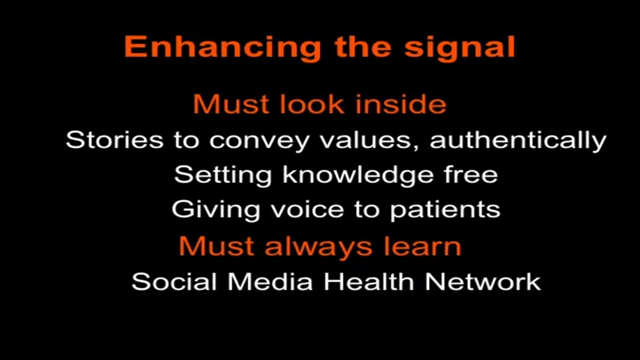 Enhancing the signal
Must look inside
Stories to convey values, authentically
Setting knowledge free
Giving voice to patients
Must always learn
Social Media Health Network